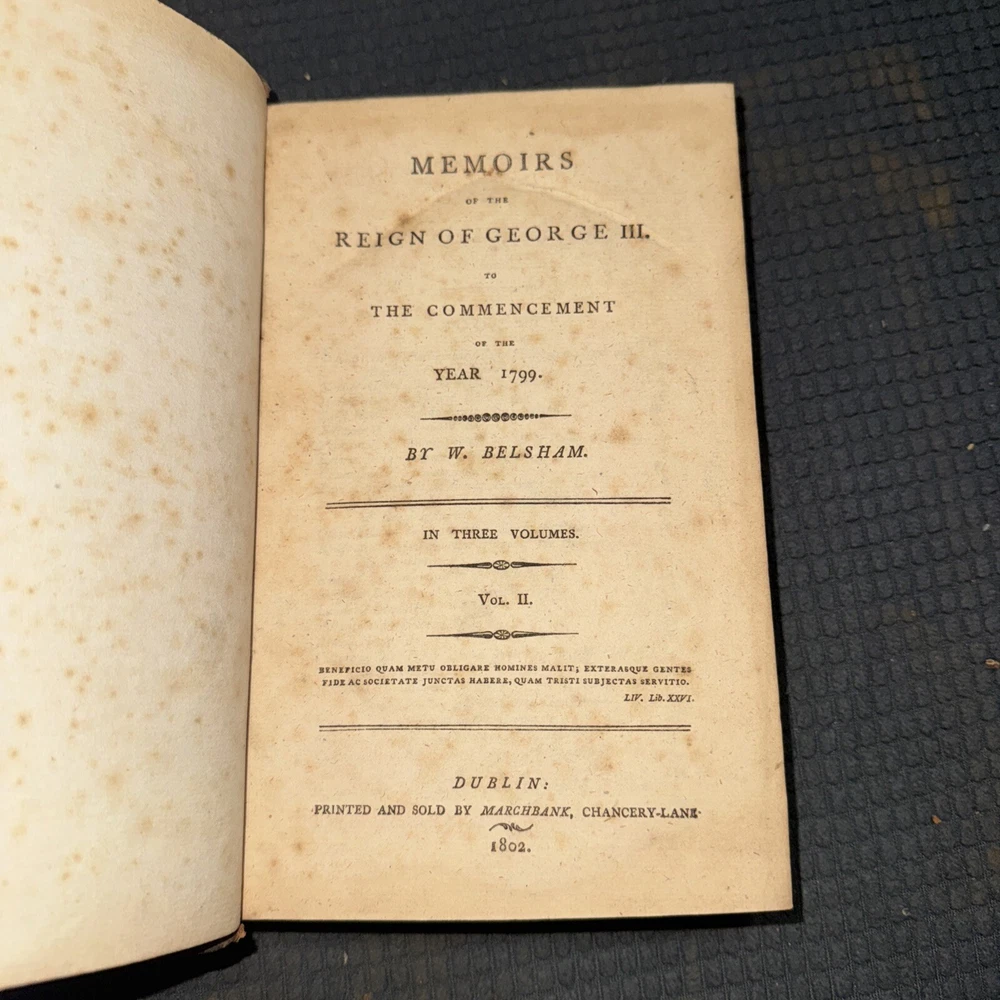 MEMOIRS
OF THE
REIGN OF GEORGE III.
TO
THE COMMENCEMENT
OF THE
YEAR 1799.
BY W. BELSHAM.
IN THREE VOLUMES.
VOL. II.
BENEFICIO QUAM METU OBLIGARE HOMINES MALIT; EXTERASQUE GENTES
FIDE AC SOCIETATE JUNCTAS HABERE, QUAM TRISTI SUBJECTAS SERVITIO.
LIV. Lib. XXVI.
DUBLIN:
PRINTED AND SOLD BY MARCHBANK, CHANCERY-LANE.
1802.